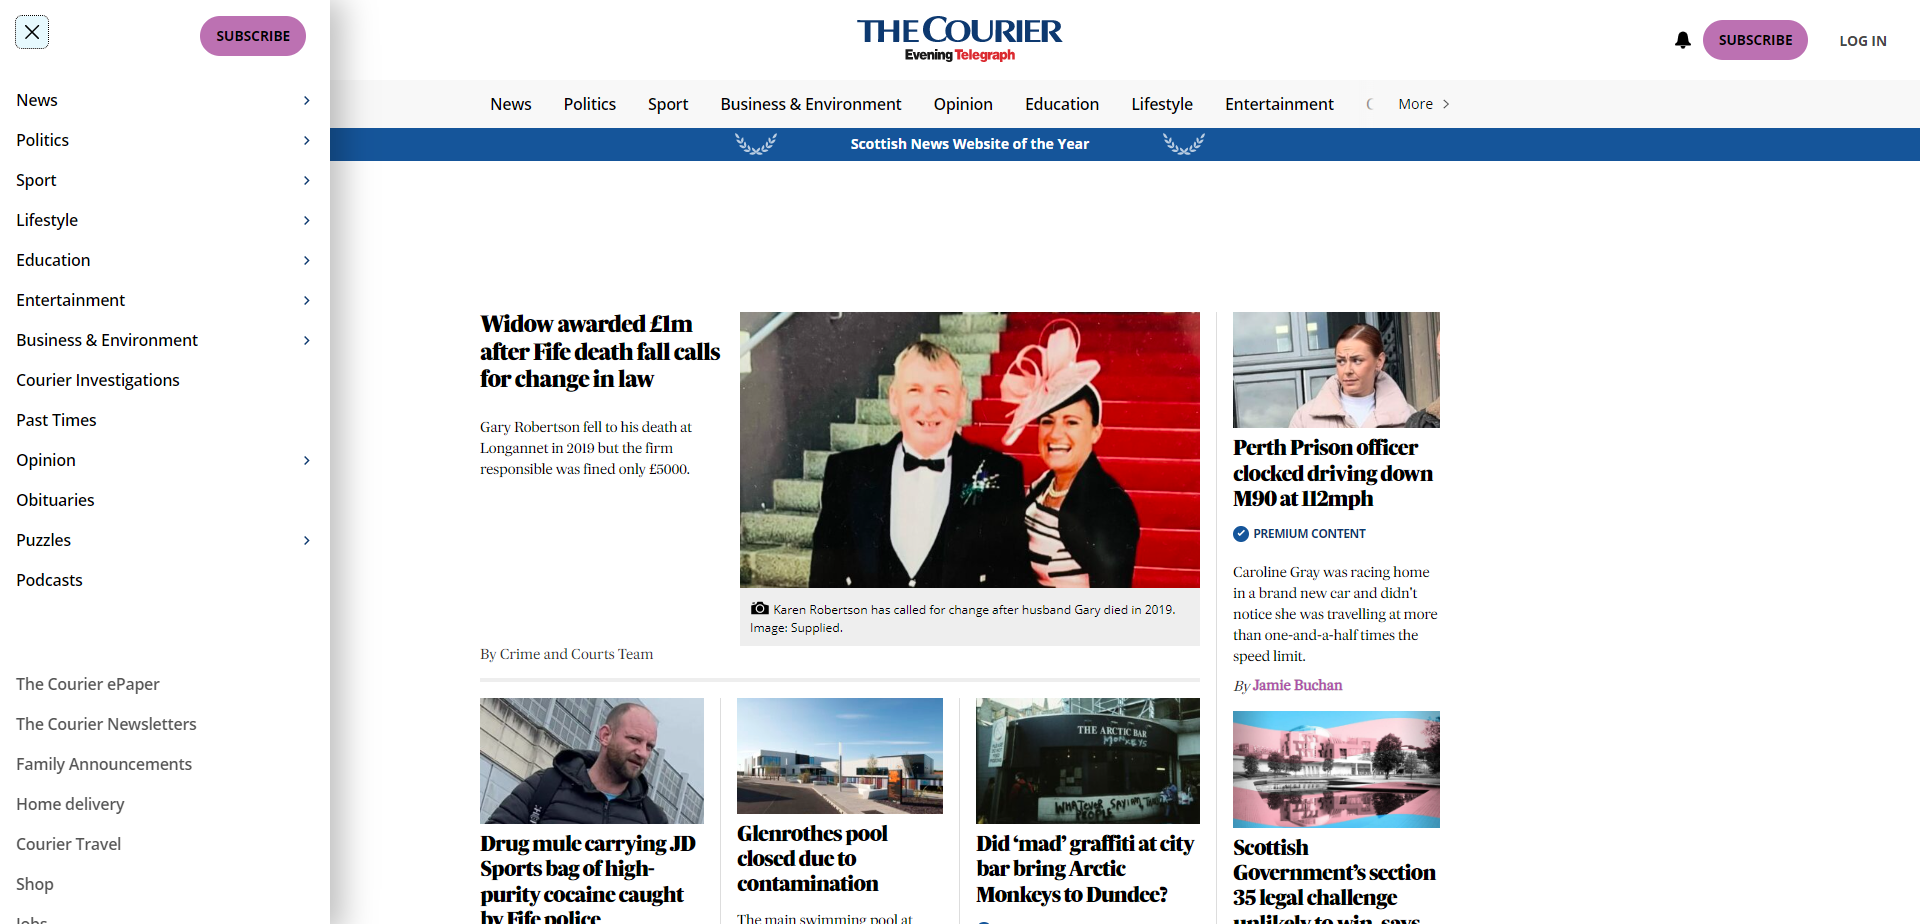 SUBSCRIBE
News
Politics
Sport
Lifestyle
Education
Entertainment
Business & Environment
Courier Investigations
Past Times
Opinion
Obituaries
Puzzles
Podcasts
The Courier ePaper
The Courier Newsletters
Family Announcements
Home delivery
Courier Travel
Shop
Jobs
THE COURIER
Evening Telegraph
SUBSCRIBE
LOG IN
News Politics Sport Business & Environment Opinion Education Lifestyle Entertainment More
Scottish News Website of the Year
Widow awarded £1m
after Fife death fall calls
for change in law
Gary Robertson fell to his death at
Longannet in 2019 but the firm
responsible was fined only £5000.
By Crime and Courts Team
Karen Robertson has called for change after husband Gary died in 2019.
Image: Supplied.
Perth Prison officer
clocked driving down
M90 at 112mph
PREMIUM CONTENT
Caroline Gray was racing home
in a brand new car and didn't
notice she was travelling at more
than one-and-a-half times the
speed limit.
By Jamie Buchan
Drug mule carrying JD
Sports bag of high-
purity cocaine caught
by Fife police
Glenrothes pool
closed due to
contamination
The main swimming pool at
THE ARCTIC BAR
MONKEYS
WHATEVER
PEOPLE
SAY I AM, THAT'S
Did ‘mad’ graffiti at city
bar bring Arctic
Monkeys to Dundee?
Scottish
Government’s section
35 legal challenge
unlikely to win, says